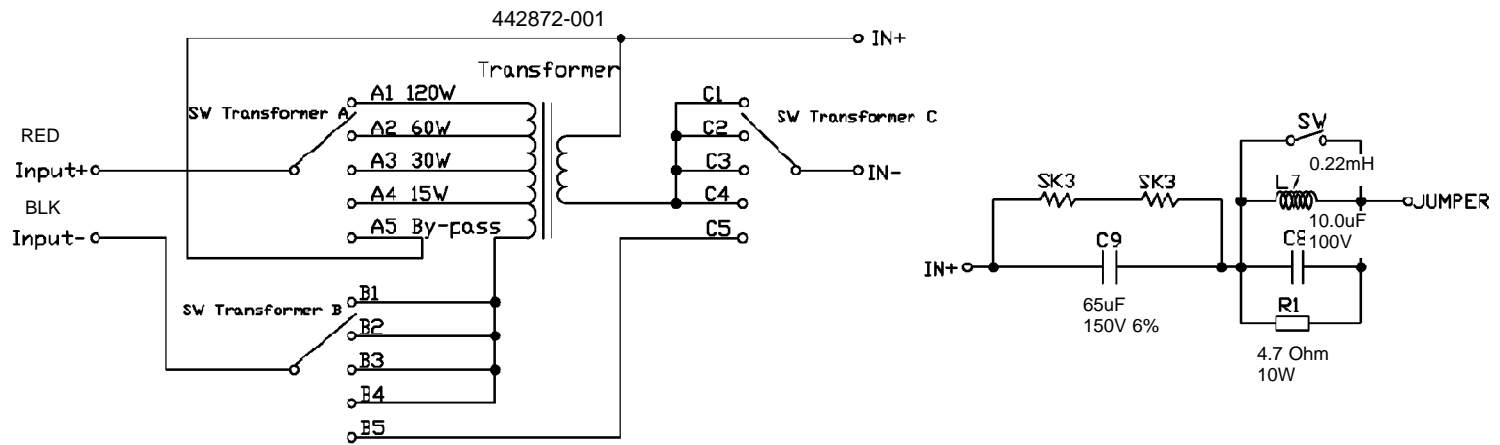 442872-001
IN+
Transformer
SW Transformer A
A1 120W
A2 60W
A3 30W
A4 15W
A5 By-pass
RED
Input+
BLK
Input-
SW Transformer B
B1
B2
B3
B4
B5
C1
C2
C3
C4
C5
SW Transformer C
IN-
IN+
SK3
SK3
C9
65uF
150V 6%
SW
0.22mH
L7
10.0uF
100V
C8
R1
4.7 Ohm
10W
JUMPER